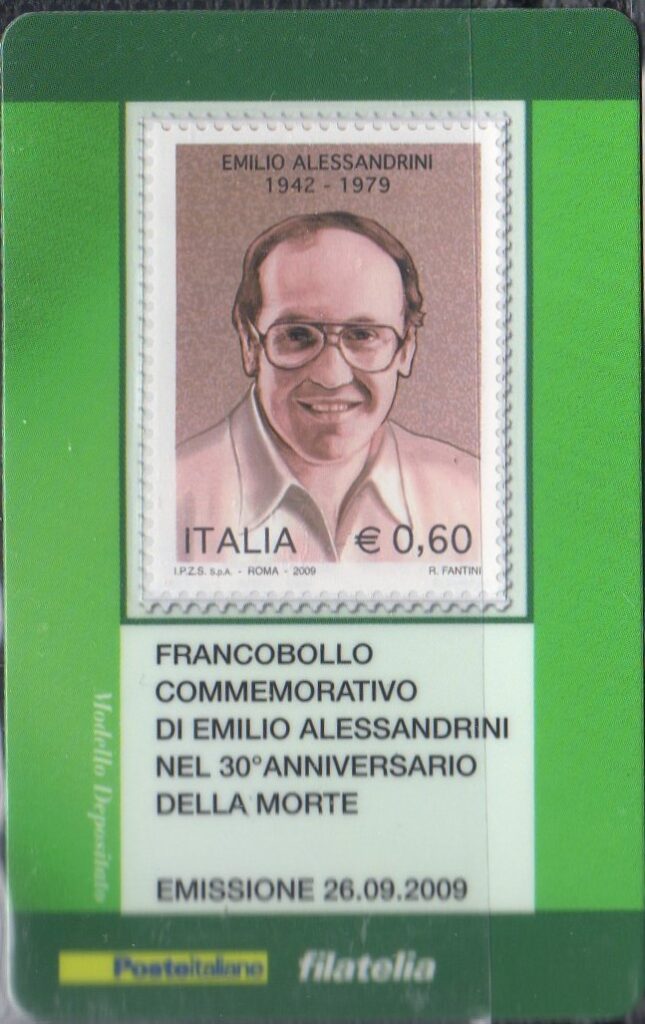 EMILIO ALESSANDRINI
1942 - 1979
ITALIA € 0,60
I.P.Z.S. S.p.A. - ROMA - 2009 R. FANTINI
FRANCOBOLLO
COMMEMORATIVO
DI EMILIO ALESSANDRINI
NEL 30° ANNIVERSARIO
DELLA MORTE
EMISSIONE 26.09.2009
Modello Depositato
Posteitaliane filatelia